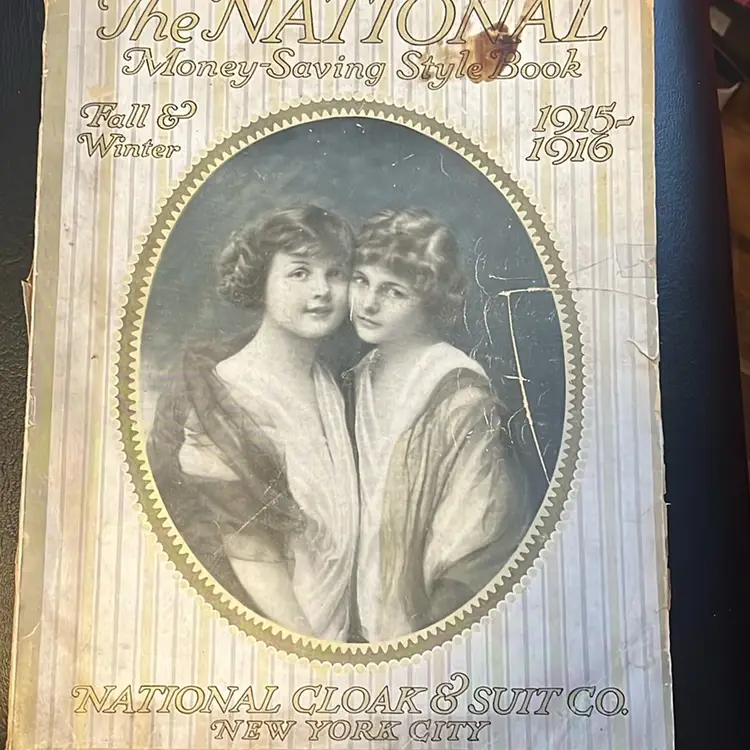 The NATIONAL
Money-Saving Style Book
Fall &
Winter
1915-
1916
NATIONAL CLOAK & SUIT CO.
NEW YORK CITY